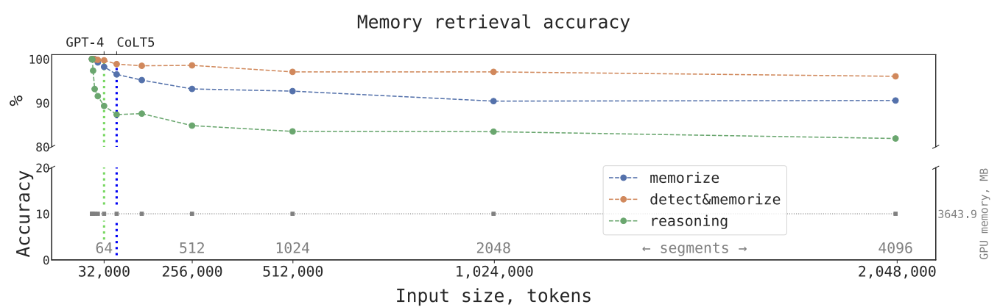 Memory retrieval accuracy
GPT-4 CoLT5
100
90
80
20
10
0
Accuracy %
memorize
detect&memorize
reasoning
3643.9
GPU memory, MB
64 512 1024 2048 ← segments → 4096
32,000 256,000 512,000 1,024,000 2,048,000
Input size, tokens